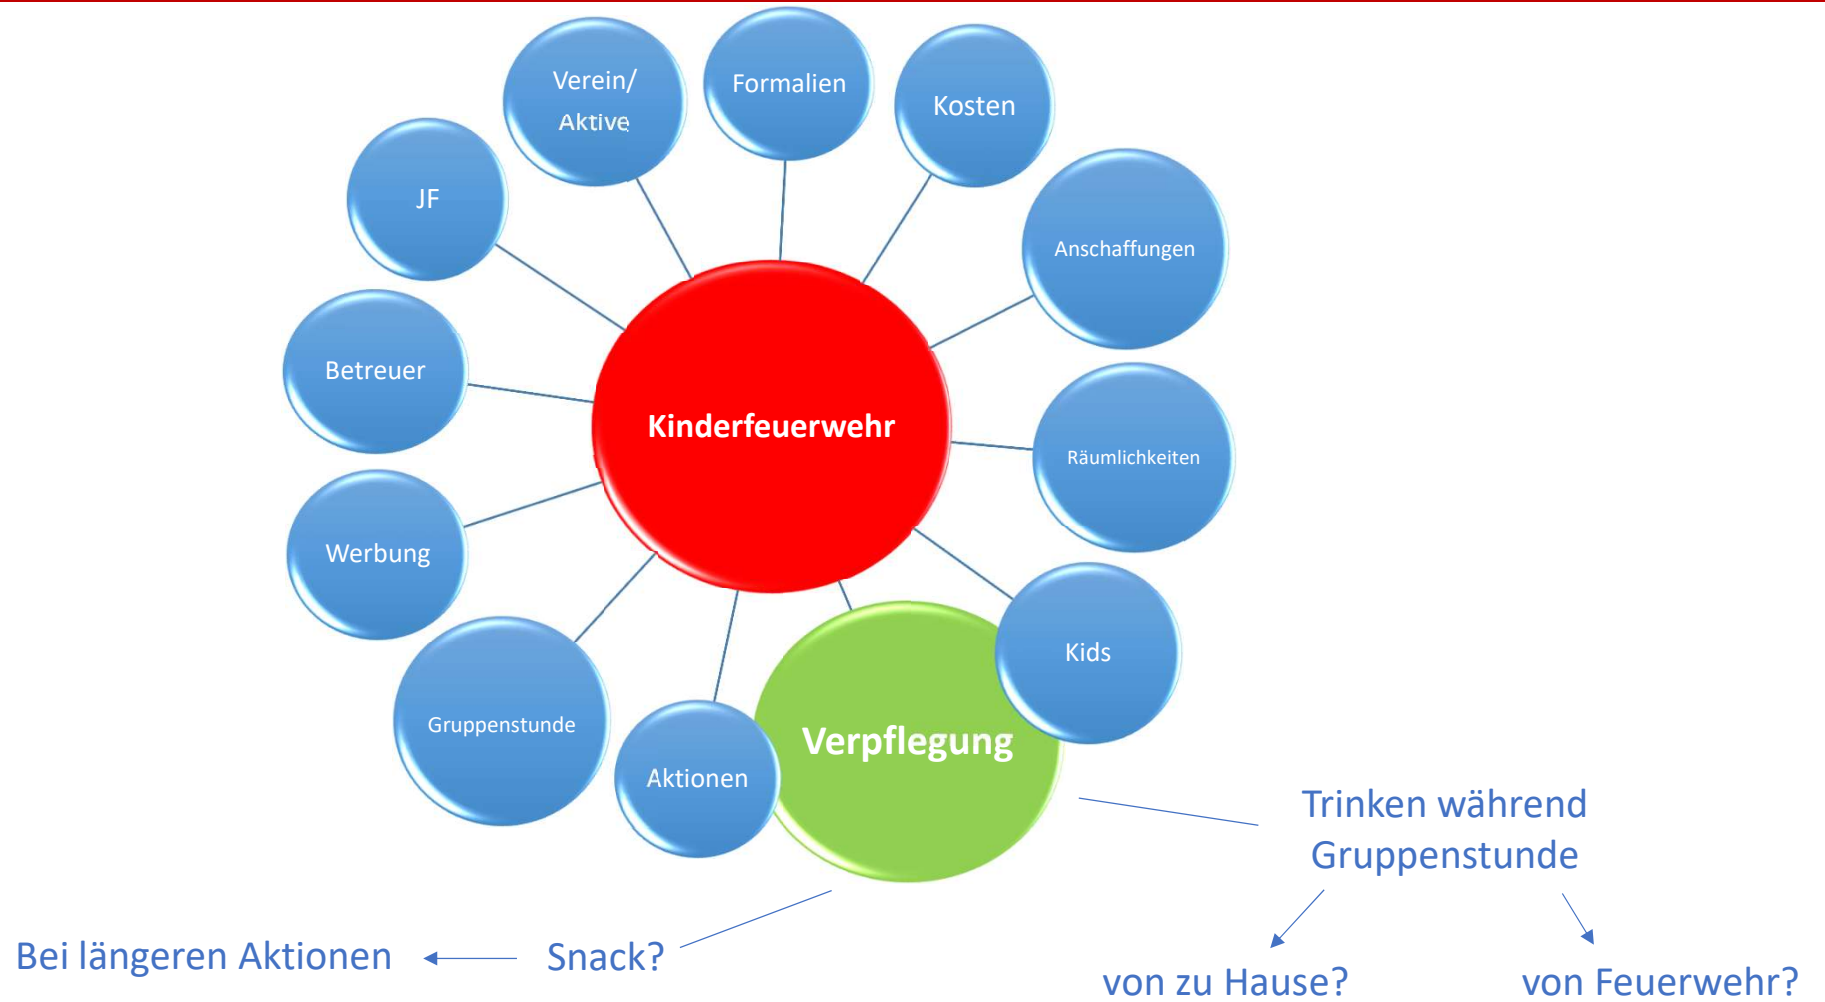 Verein/
Aktive
Formalien
Kosten
JF
Anschaffungen
Betreuer
Kinderfeuerwehr
Räumlichkeiten
Werbung
Kids
Gruppenstunde
Aktionen
Verpflegung
Trinken während
Gruppenstunde
Bei längeren Aktionen
Snack?
von zu Hause?
von Feuerwehr?